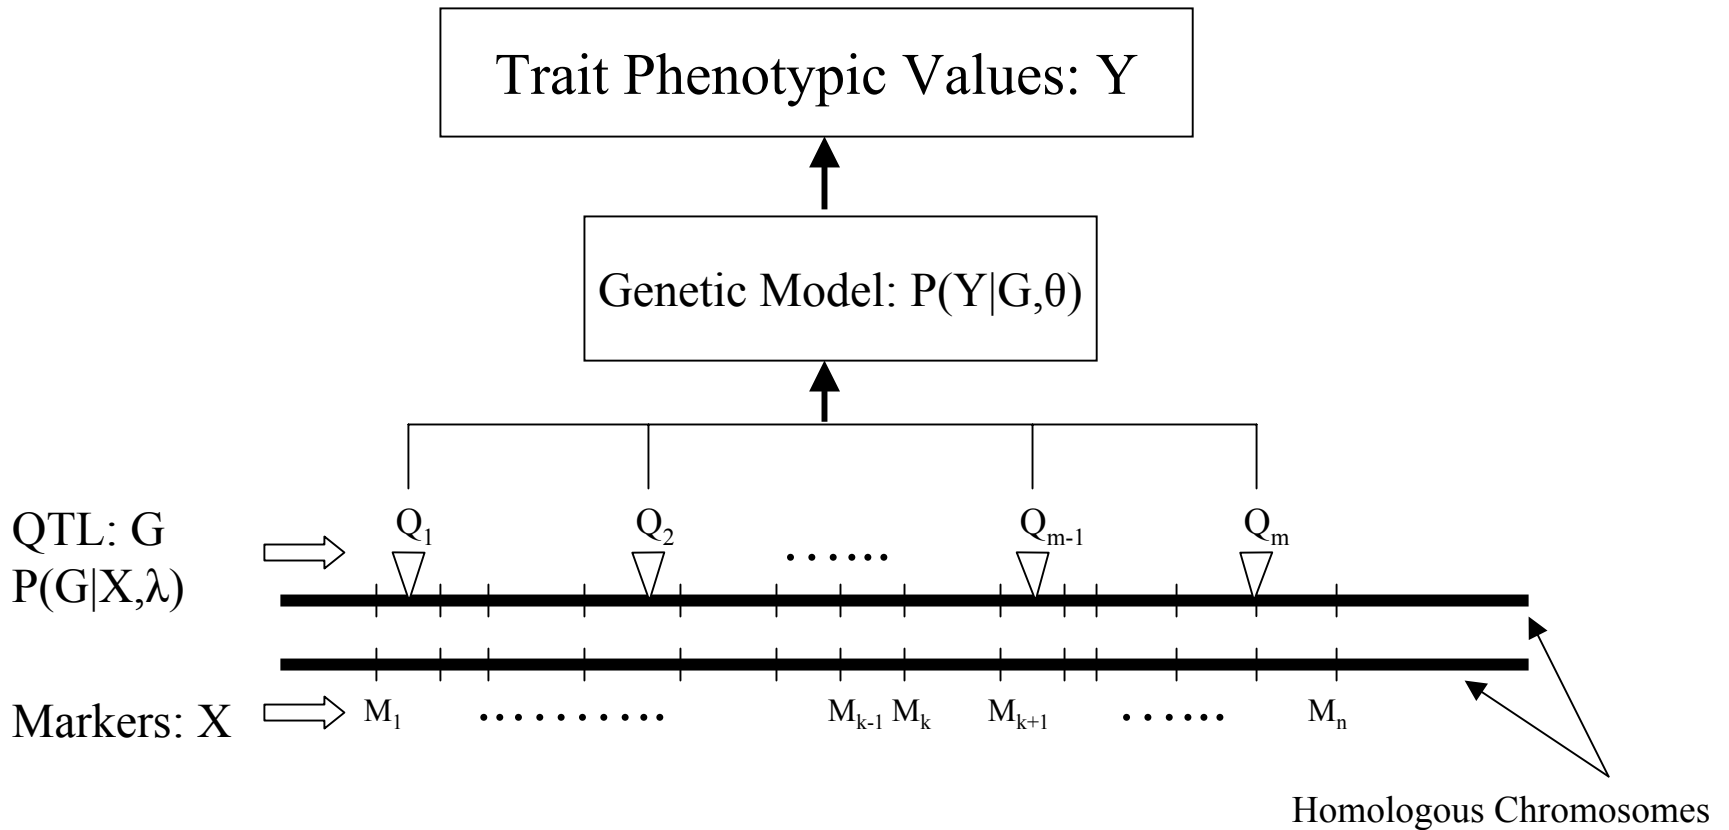 Trait Phenotypic Values: Y
Genetic Model: P(Y|G,θ)
QTL: G
P(G|X,λ)
Q1 Q2 ...... Qm-1 Qm
Markers: X
M1 .......... Mk-1 Mk Mk+1 ...... Mn
Homologous Chromosomes